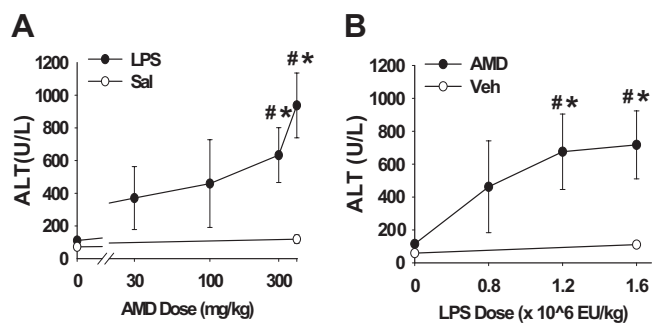 A
LPS
Sal
ALT(U/L)
1200
1000
800
600
400
200
0
#*
#*
0
30
100
300
AMD Dose (mg/kg)
B
AMD
Veh
ALT (U/L)
1200
1000
800
600
400
200
0
#*
#*
0
0.8
1.2
1.6
LPS Dose (x 10^6 EU/kg)